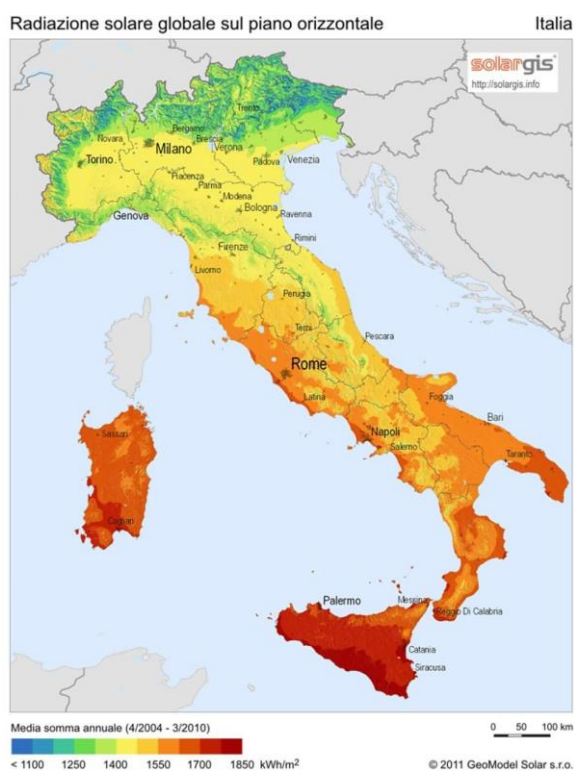 Radiazione solare globale sul piano orizzontale
Italia
solargis
http://solargis.info
Trento
Bergamo
Novara
Brescia
Milano
Verona
Torino
Padova
Venezia
Piacenza
Parma
Modena
Genova
Bologna
Ravenna
Rimini
Firenze
Livorno
Perugia
Terni
Pescara
Rome
Latina
Foggia
Bari
Napoli
Salerno
Taranto
Sassari
Cagliari
Palermo
Messina
Reggio Di Calabria
Catania
Siracusa
Media somma annuale (4/2004 - 3/2010)
0 50 100 km
< 1100 1250 1400 1550 1700 1850 kWh/m²
© 2011 GeoModel Solar s.r.o.